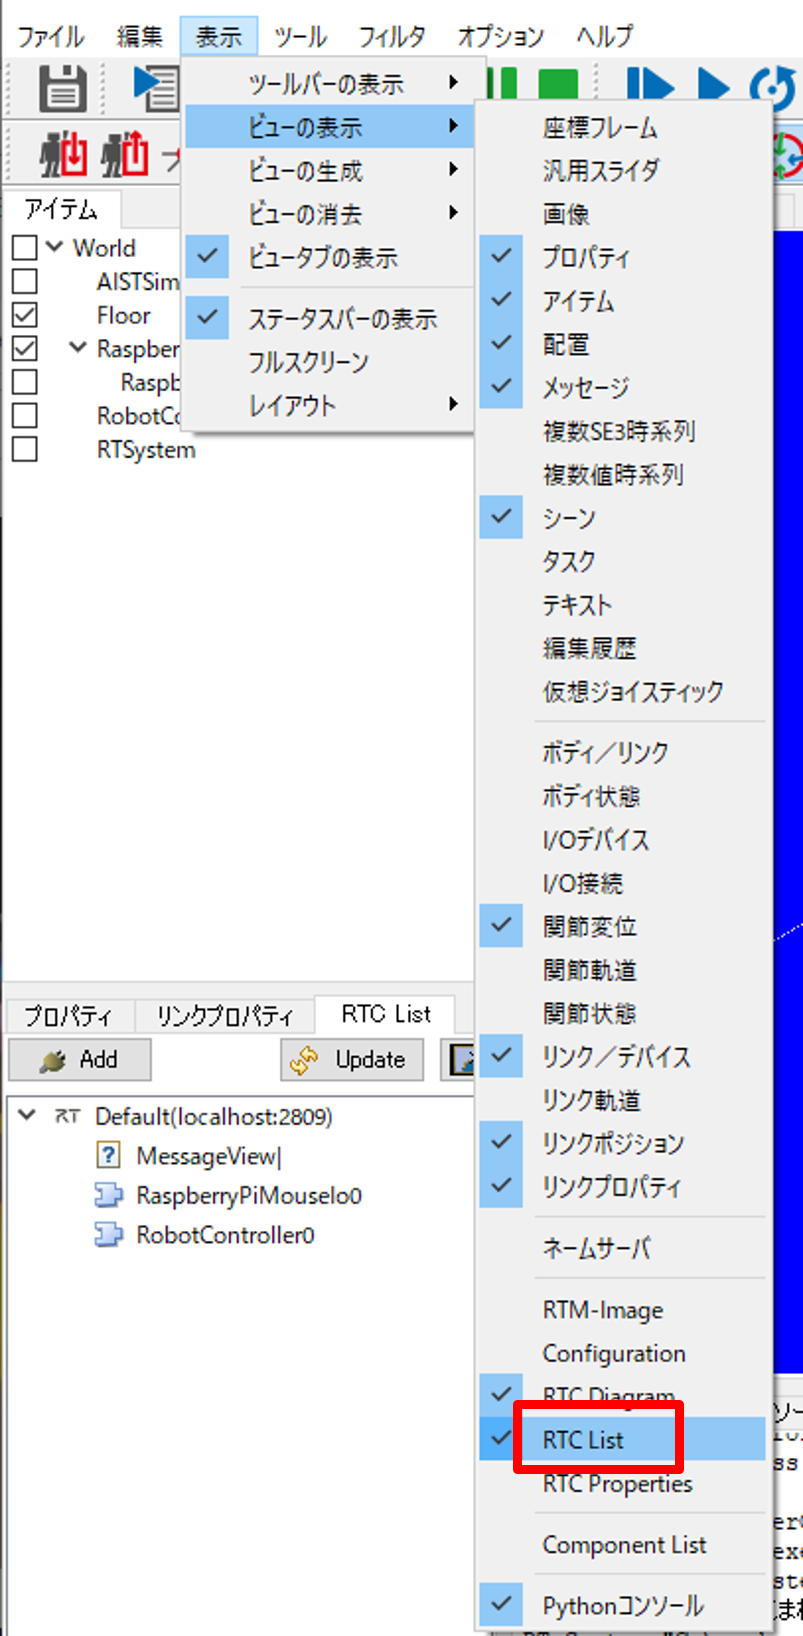 ファイル 編集 表示 ツール フィルタ オプション ヘルプ
ツールバーの表示
ビューの表示
ビューの生成
ビューの消去
ビュータブの表示
ステータスバーの表示
フルスクリーン
レイアウト
アイテム
World
AISTSim
Floor
Raspber
Raspb
RobotCo
RTSystem
座標フレーム
汎用スライダ
画像
プロパティ
アイテム
配置
メッセージ
複数SE3時系列
複数値時系列
シーン
タスク
テキスト
編集履歴
仮想ジョイスティック
ボディ／リンク
ボディ状態
I/Oデバイス
I/O接続
関節変位
関節軌道
関節状態
リンク／デバイス
リンク軌道
リンクポジション
リンクプロパティ
ネームサーバ
RTM-Image
Configuration
RTC Diagram
RTC List
RTC Properties
Component List
Pythonコンソール
プロパティ リンクプロパティ RTC List
Add Update
RT Default(localhost:2809)
MessageView|
RaspberryPiMouseIo0
RobotController0